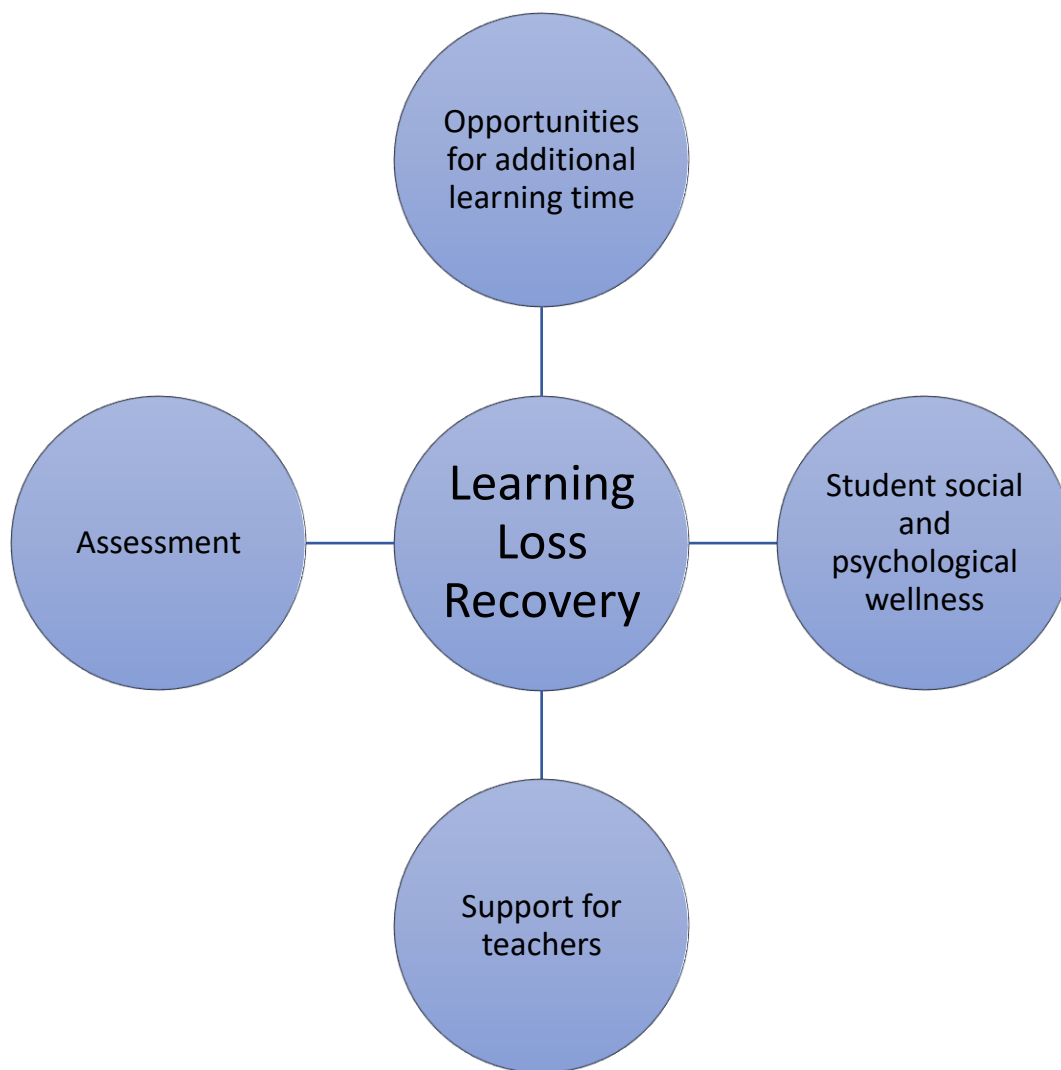 Opportunities
for additional
learning time
Assessment
Learning
Loss
Recovery
Student social
and
psychological
wellness
Support for
teachers